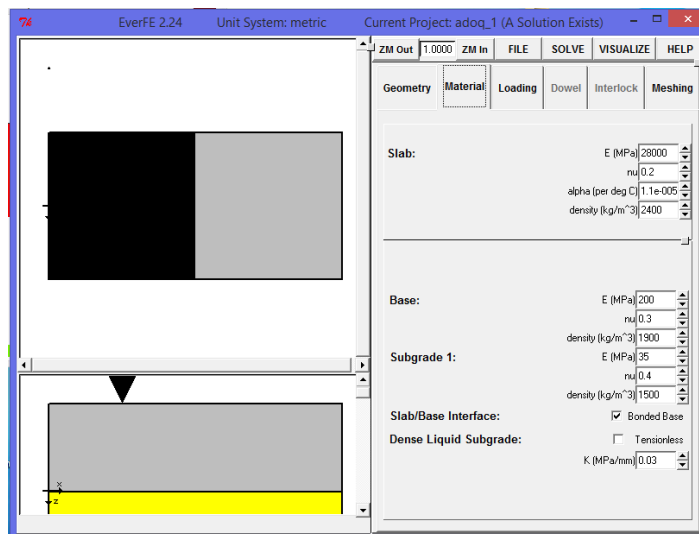 EverFE 2.24 Unit System: metric Current Project: adoq_1 (A Solution Exists)
ZM Out 1.0000 ZM In FILE SOLVE VISUALIZE HELP
Geometry Material Loading Dowel Interlock Meshing
Slab: E (MPa) 28000
nu 0.2
alpha (per deg C) 1.1e-005
density (kg/m^3) 2400
Base: E (MPa) 200
nu 0.3
density (kg/m^3) 1900
Subgrade 1: E (MPa) 35
nu 0.4
density (kg/m^3) 1500
Slab/Base Interface: Bonded Base
Dense Liquid Subgrade: Tensionless
K (MPa/mm) 0.03
x
z